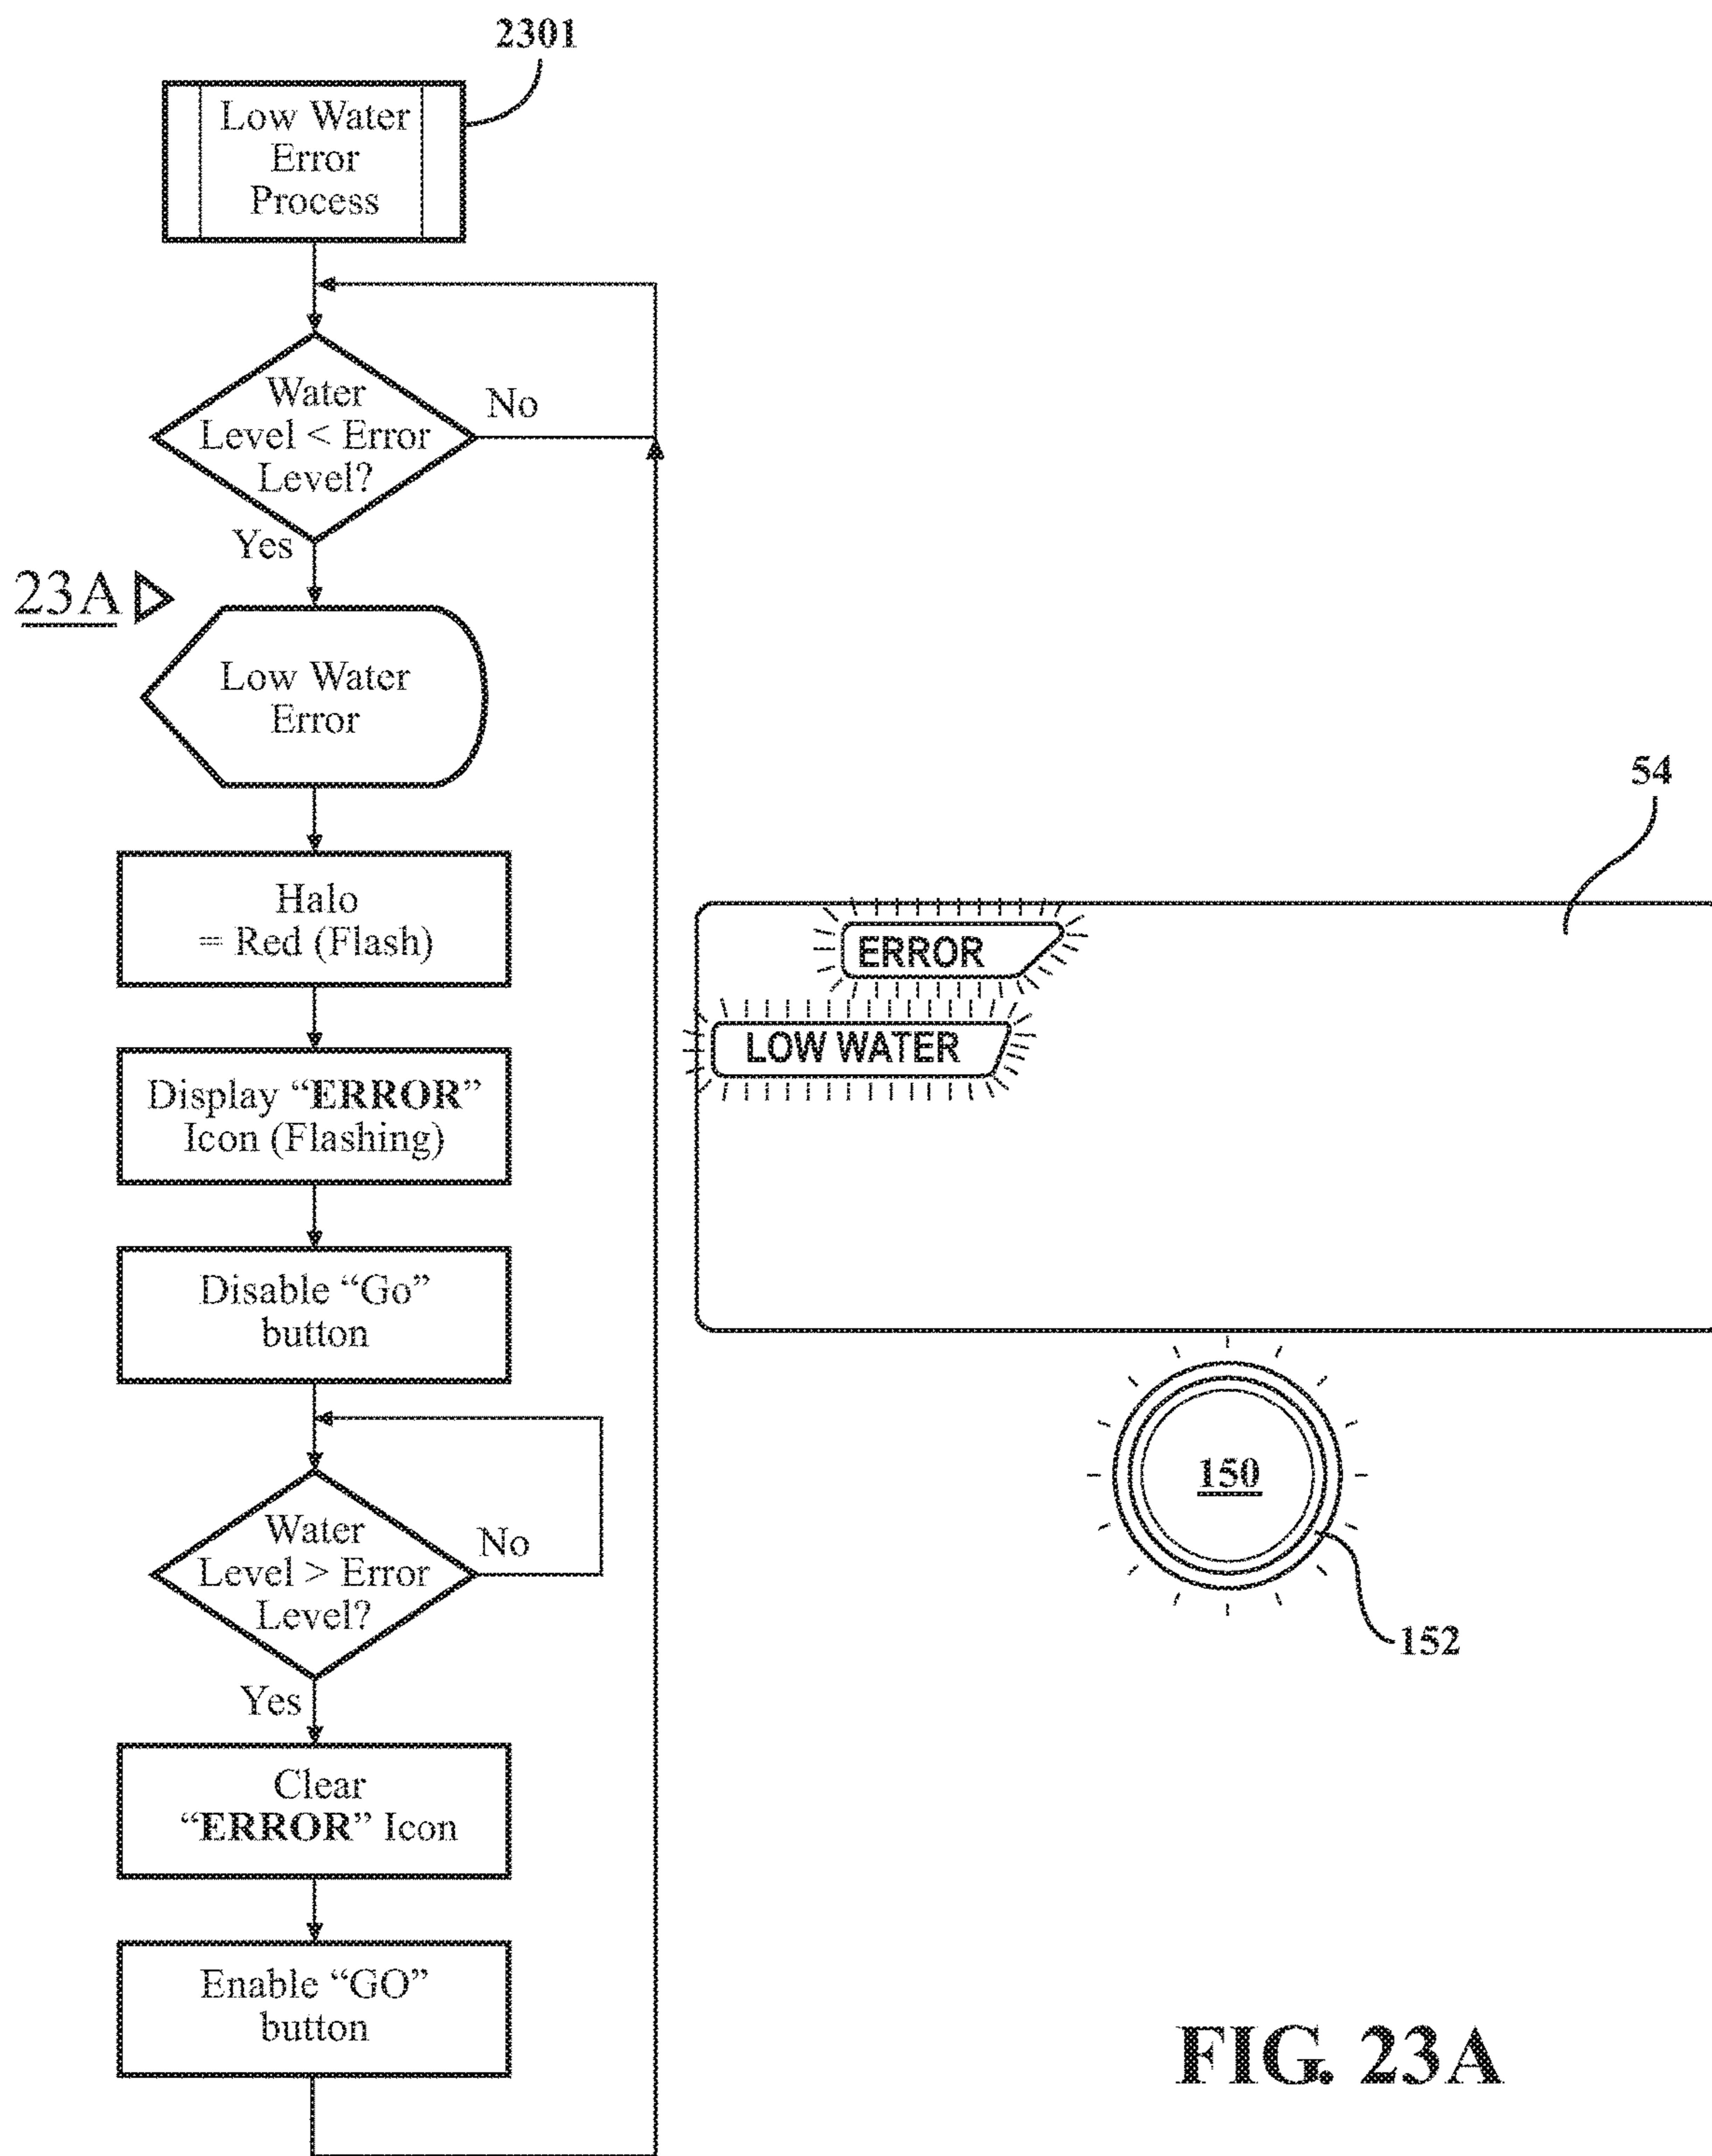 2301
Low Water
Error
Process
Water
Level < Error
Level?
No
Yes
23A
Low Water
Error
Halo
= Red (Flash)
Display “ERROR”
Icon (Flashing)
Disable “Go”
button
Water
Level > Error
Level?
No
Yes
Clear
“ERROR” Icon
Enable “GO”
button
54
ERROR
LOW WATER
150
152
FIG. 23A